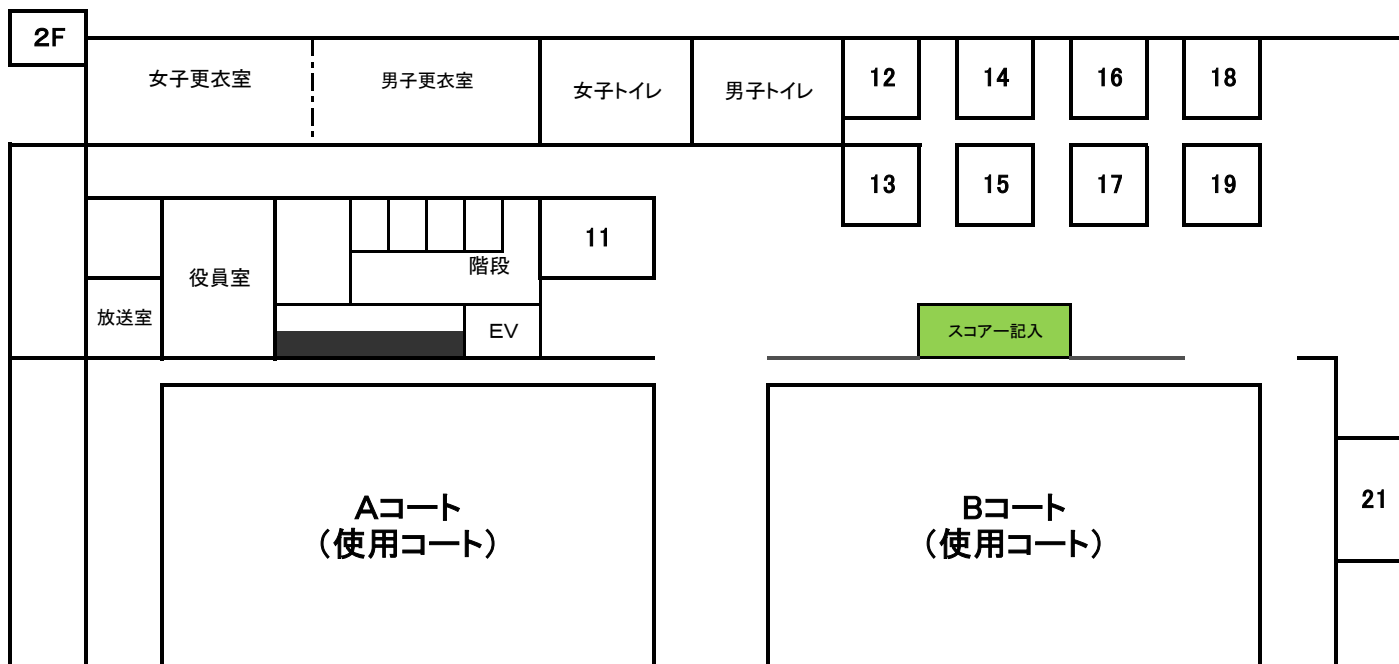 2F
女子更衣室
男子更衣室
女子トイレ
男子トイレ
12
14
16
18
13
15
17
19
11
役員室
階段
放送室
EV
スコアー記入
Aコート
（使用コート）
Bコート
（使用コート）
21